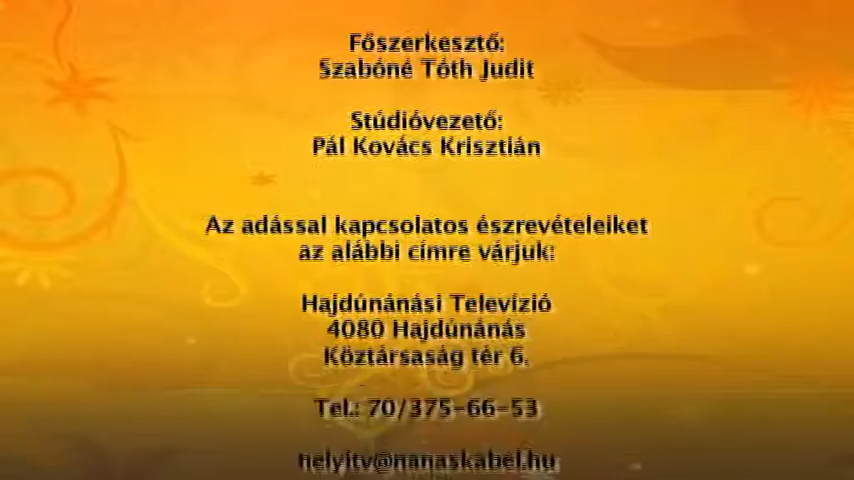 Főszerkesztő:
Szabóné Tóth Judit
Stúdióvezető:
Pál Kovács Krisztián
Az adással kapcsolatos észrevételeiket
az alábbi címre várjuk:
Hajdúnánási Televízió
4080 Hajdúnánás
Köztársaság tér 6.
Tel.: 70/375-66-53
helyitv@nanaskabel.hu